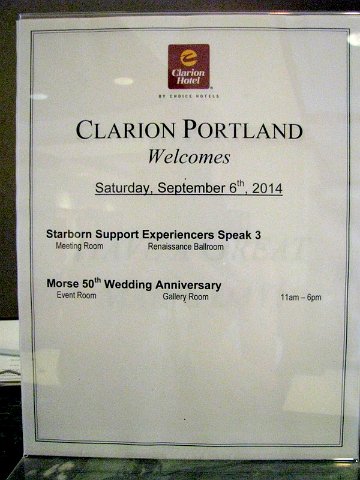 Clarion
Hotel
BY CHOICE HOTELS
CLARION PORTLAND
Welcomes
Saturday, September 6th, 2014
Starborn Support Experiencers Speak 3
Meeting Room Renaissance Ballroom
Morse 50th Wedding Anniversary
Event Room Gallery Room 11am – 6pm